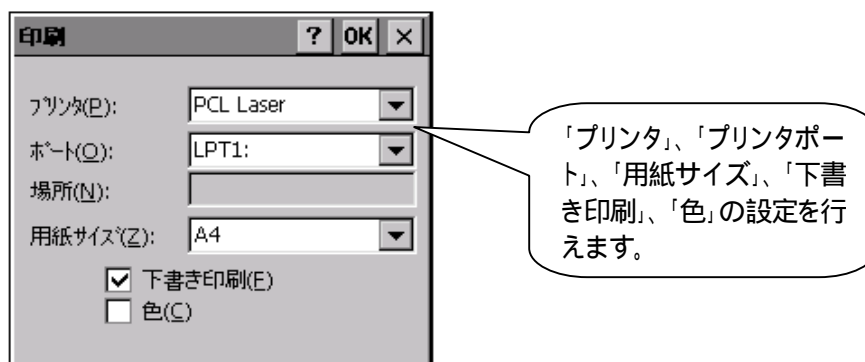 印刷 ? OK ×
ﾌﾟﾘﾝﾀ(P): PCL Laser
ﾎﾟｰﾄ(O): LPT1:
場所(N):
用紙ｻｲｽﾞ(Z): A4
下書き印刷(F)
色(C)
「プリンタ」、「プリンタポー
ト」、「用紙サイズ」、「下書
き印刷」、「色」の設定を行
えます。